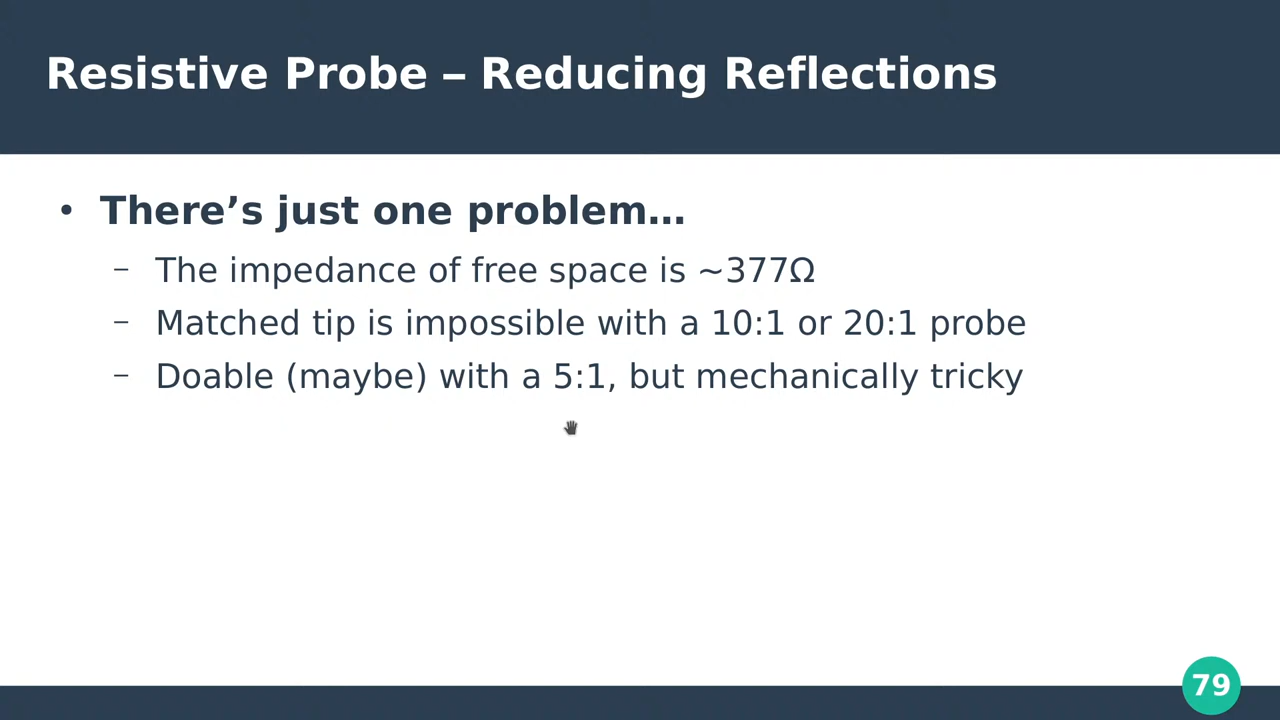 Resistive Probe – Reducing Reflections
• There’s just one problem…
– The impedance of free space is ~377Ω
– Matched tip is impossible with a 10:1 or 20:1 probe
– Doable (maybe) with a 5:1, but mechanically tricky
79